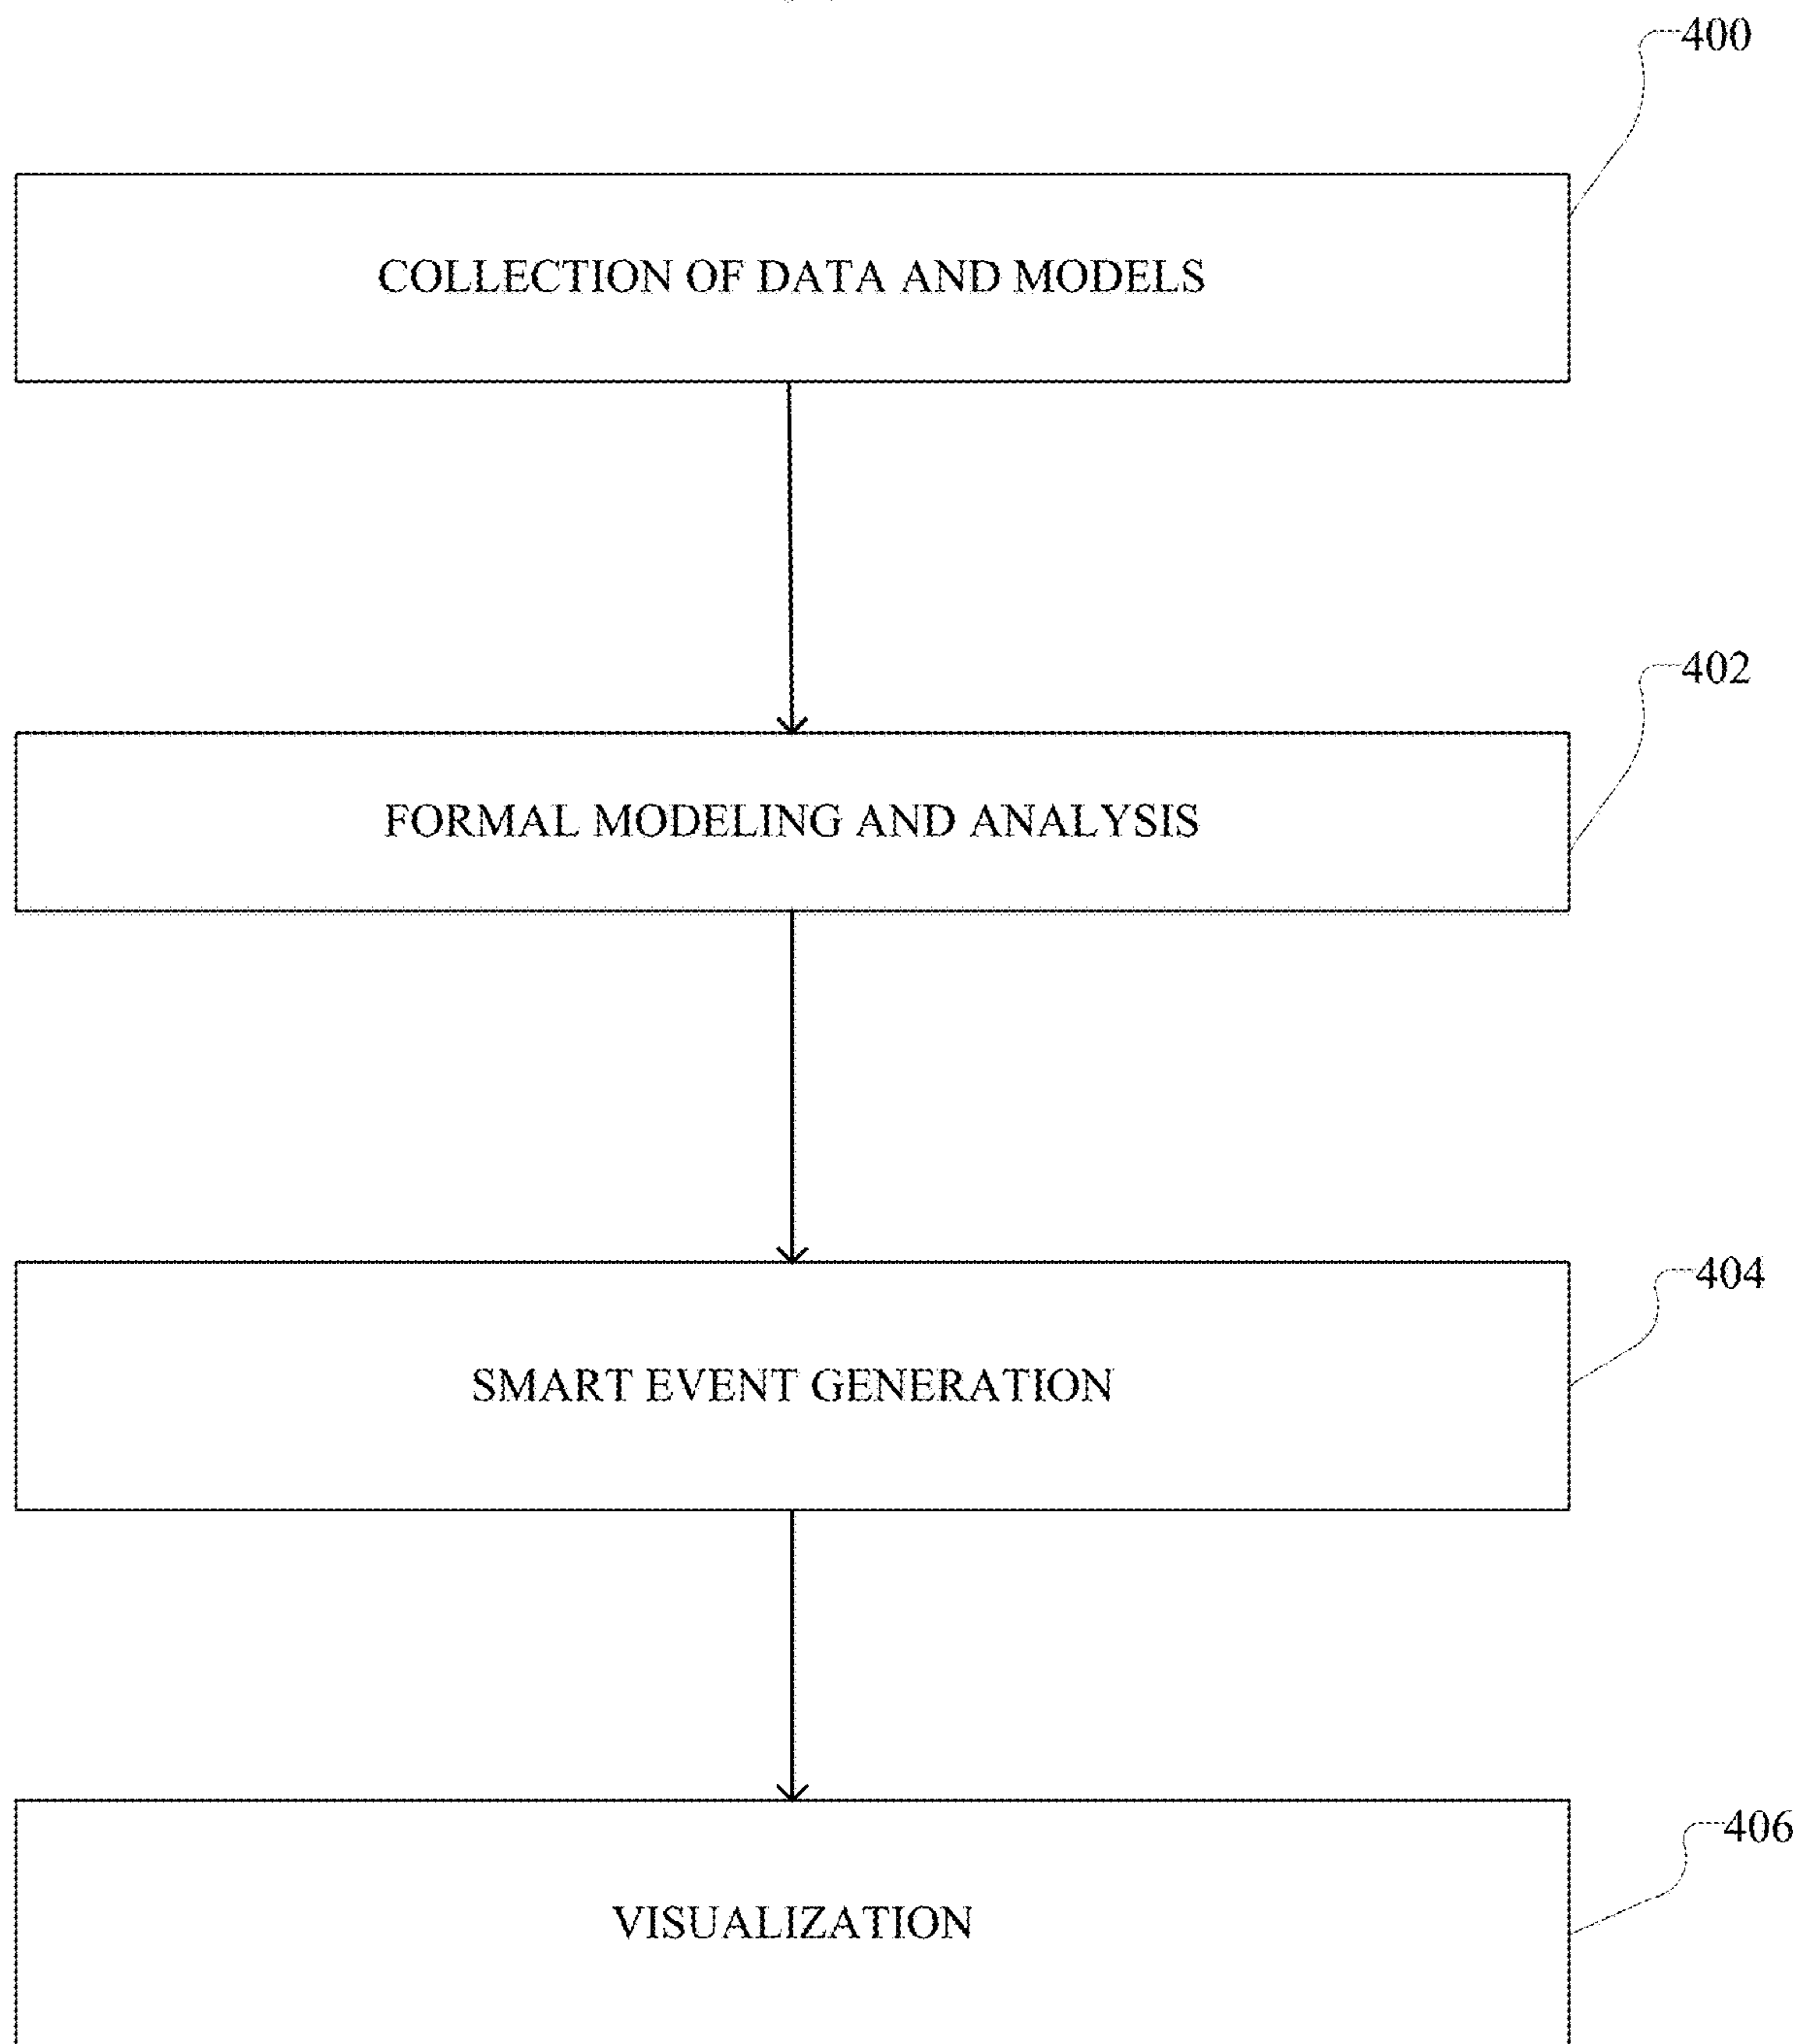 400
COLLECTION OF DATA AND MODELS
402
FORMAL MODELING AND ANALYSIS
404
SMART EVENT GENERATION
406
VISUALIZATION